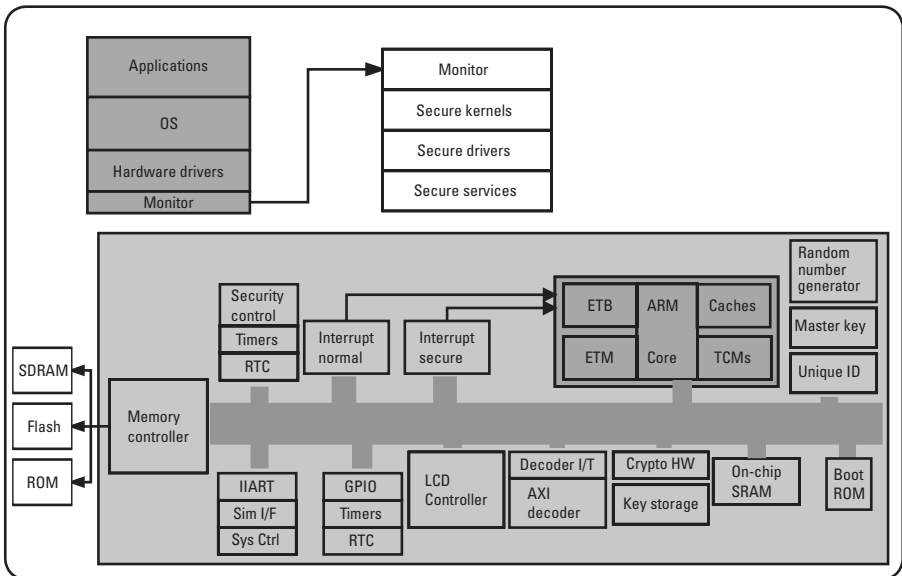 Applications
OS
Hardware drivers
Monitor
Monitor
Secure kernels
Secure drivers
Secure services
Security
control
Timers
RTC
Interrupt
normal
Interrupt
secure
ETB
ARM
Caches
ETM
Core
TCMs
Random
number
generator
Master key
Unique ID
SDRAM
Flash
ROM
Memory
controller
IIART
Sim I/F
Sys Ctrl
GPIO
Timers
RTC
LCD
Controller
Decoder I/T
AXI
decoder
Crypto HW
Key storage
On-chip
SRAM
Boot
ROM